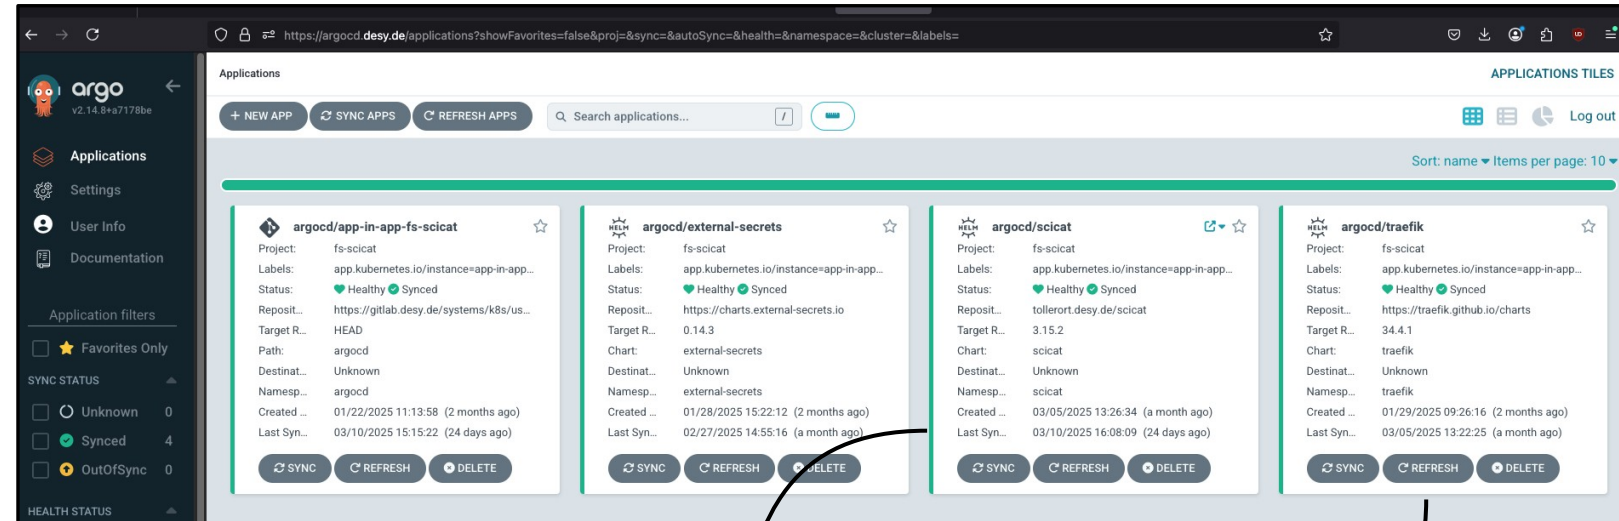 https://argocd.desy.de/applications?showFavorites=false&proj=&sync=&autoSync=&health=&namespace=&cluster=&labels=
argo
v2.14.8+a7178be
Applications
Settings
User Info
Documentation
Application filters
Favorites Only
SYNC STATUS
Unknown 0
Synced 4
OutOfSync 0
HEALTH STATUS
Applications
APPLICATIONS TILES
+ NEW APP
SYNC APPS
REFRESH APPS
Search applications...
/
Log out
Sort: name Items per page: 10
argocd/app-in-app-fs-scicat
Project: fs-scicat
Labels: app.kubernetes.io/instance=app-in-app...
Status: Healthy Synced
Reposit... https://gitlab.desy.de/systems/k8s/us...
Target R... HEAD
Path: argocd
Destinat... Unknown
Namesp... argocd
Created ... 01/22/2025 11:13:58 (2 months ago)
Last Syn... 03/10/2025 15:15:22 (24 days ago)
SYNC REFRESH DELETE
HELM
argocd/external-secrets
Project: fs-scicat
Labels: app.kubernetes.io/instance=app-in-app...
Status: Healthy Synced
Reposit... https://charts.external-secrets.io
Target R... 0.14.3
Chart: external-secrets
Destinat... Unknown
Namesp... external-secrets
Created ... 01/28/2025 15:22:12 (2 months ago)
Last Syn... 02/27/2025 14:55:16 (a month ago)
SYNC REFRESH DELETE
HELM
argocd/scicat
Project: fs-scicat
Labels: app.kubernetes.io/instance=app-in-app...
Status: Healthy Synced
Reposit... tollerort.desy.de/scicat
Target R... 3.15.2
Chart: scicat
Destinat... Unknown
Namesp... scicat
Created ... 03/05/2025 13:26:34 (a month ago)
Last Syn... 03/10/2025 16:08:09 (24 days ago)
SYNC REFRESH DELETE
HELM
argocd/traefik
Project: fs-scicat
Labels: app.kubernetes.io/instance=app-in-app...
Status: Healthy Synced
Reposit... https://traefik.github.io/charts
Target R... 34.4.1
Chart: traefik
Destinat... Unknown
Namesp... traefik
Created ... 01/29/2025 09:26:16 (2 months ago)
Last Syn... 03/05/2025 13:22:25 (a month ago)
SYNC REFRESH DELETE